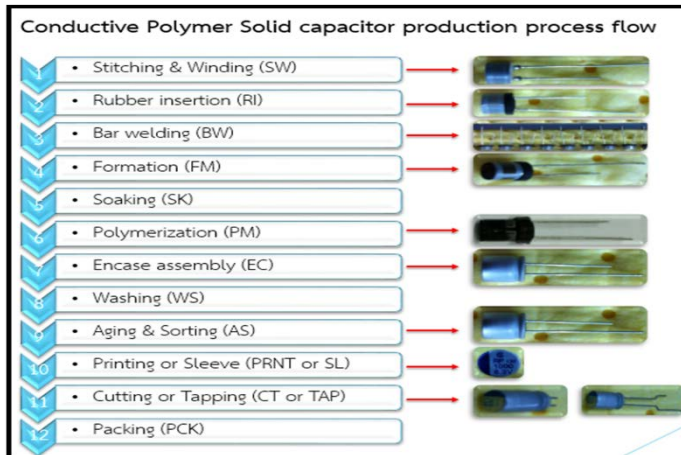 Conductive Polymer Solid capacitor production process flow
1 • Stitching & Winding (SW)
2 • Rubber insertion (RI)
3 • Bar welding (BW)
4 • Formation (FM)
5 • Soaking (SK)
6 • Polymerization (PM)
7 • Encase assembly (EC)
8 • Washing (WS)
9 • Aging & Sorting (AS)
10 • Printing or Sleeve (PRNT or SL)
11 • Cutting or Tapping (CT or TAP)
12 • Packing (PCK)